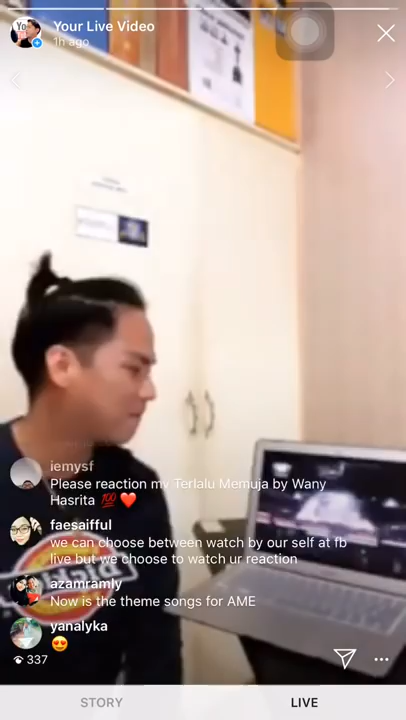 Your Live Video
1h ago
iemysf
Please reaction mv Terlalu Memuja by Wany
Hasrita 💯❤️
faesaifful
we can choose between watch by our self at fb
live but we choose to watch ur reaction
azamramly
Now is the theme songs for AME
yanalyka
😍
337
STORY
LIVE